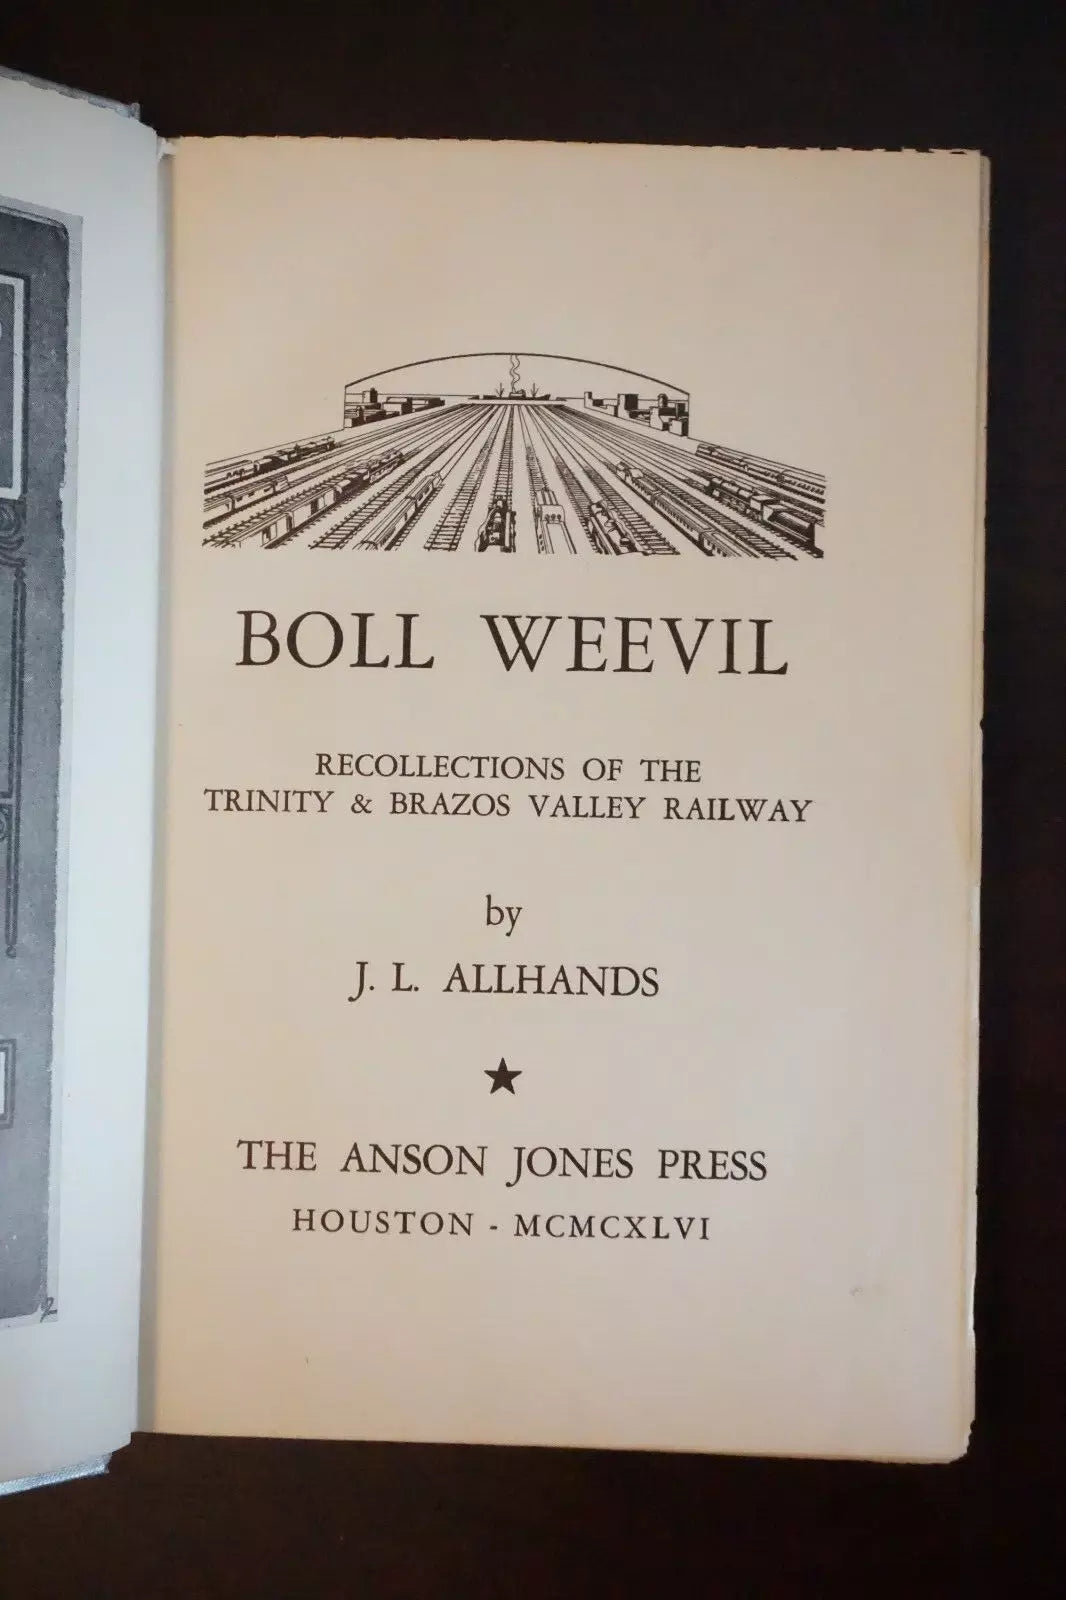 BOLL WEEVIL
RECOLLECTIONS OF THE
TRINITY & BRAZOS VALLEY RAILWAY
by
J. L. ALLHANDS
THE ANSON JONES PRESS
HOUSTON - MCMCXLVI